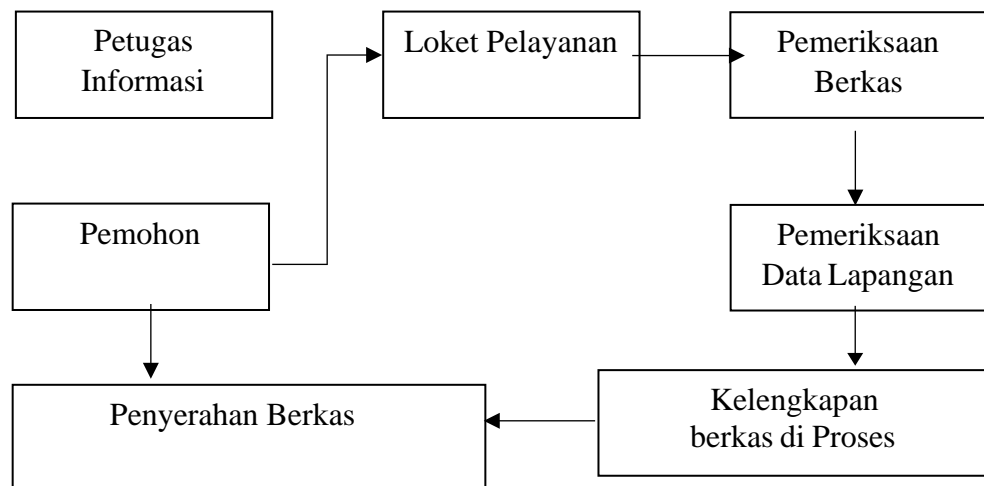 Petugas
Informasi
Loket Pelayanan
Pemeriksaan
Berkas
Pemohon
Pemeriksaan
Data Lapangan
Penyerahan Berkas
Kelengkapan
berkas di Proses